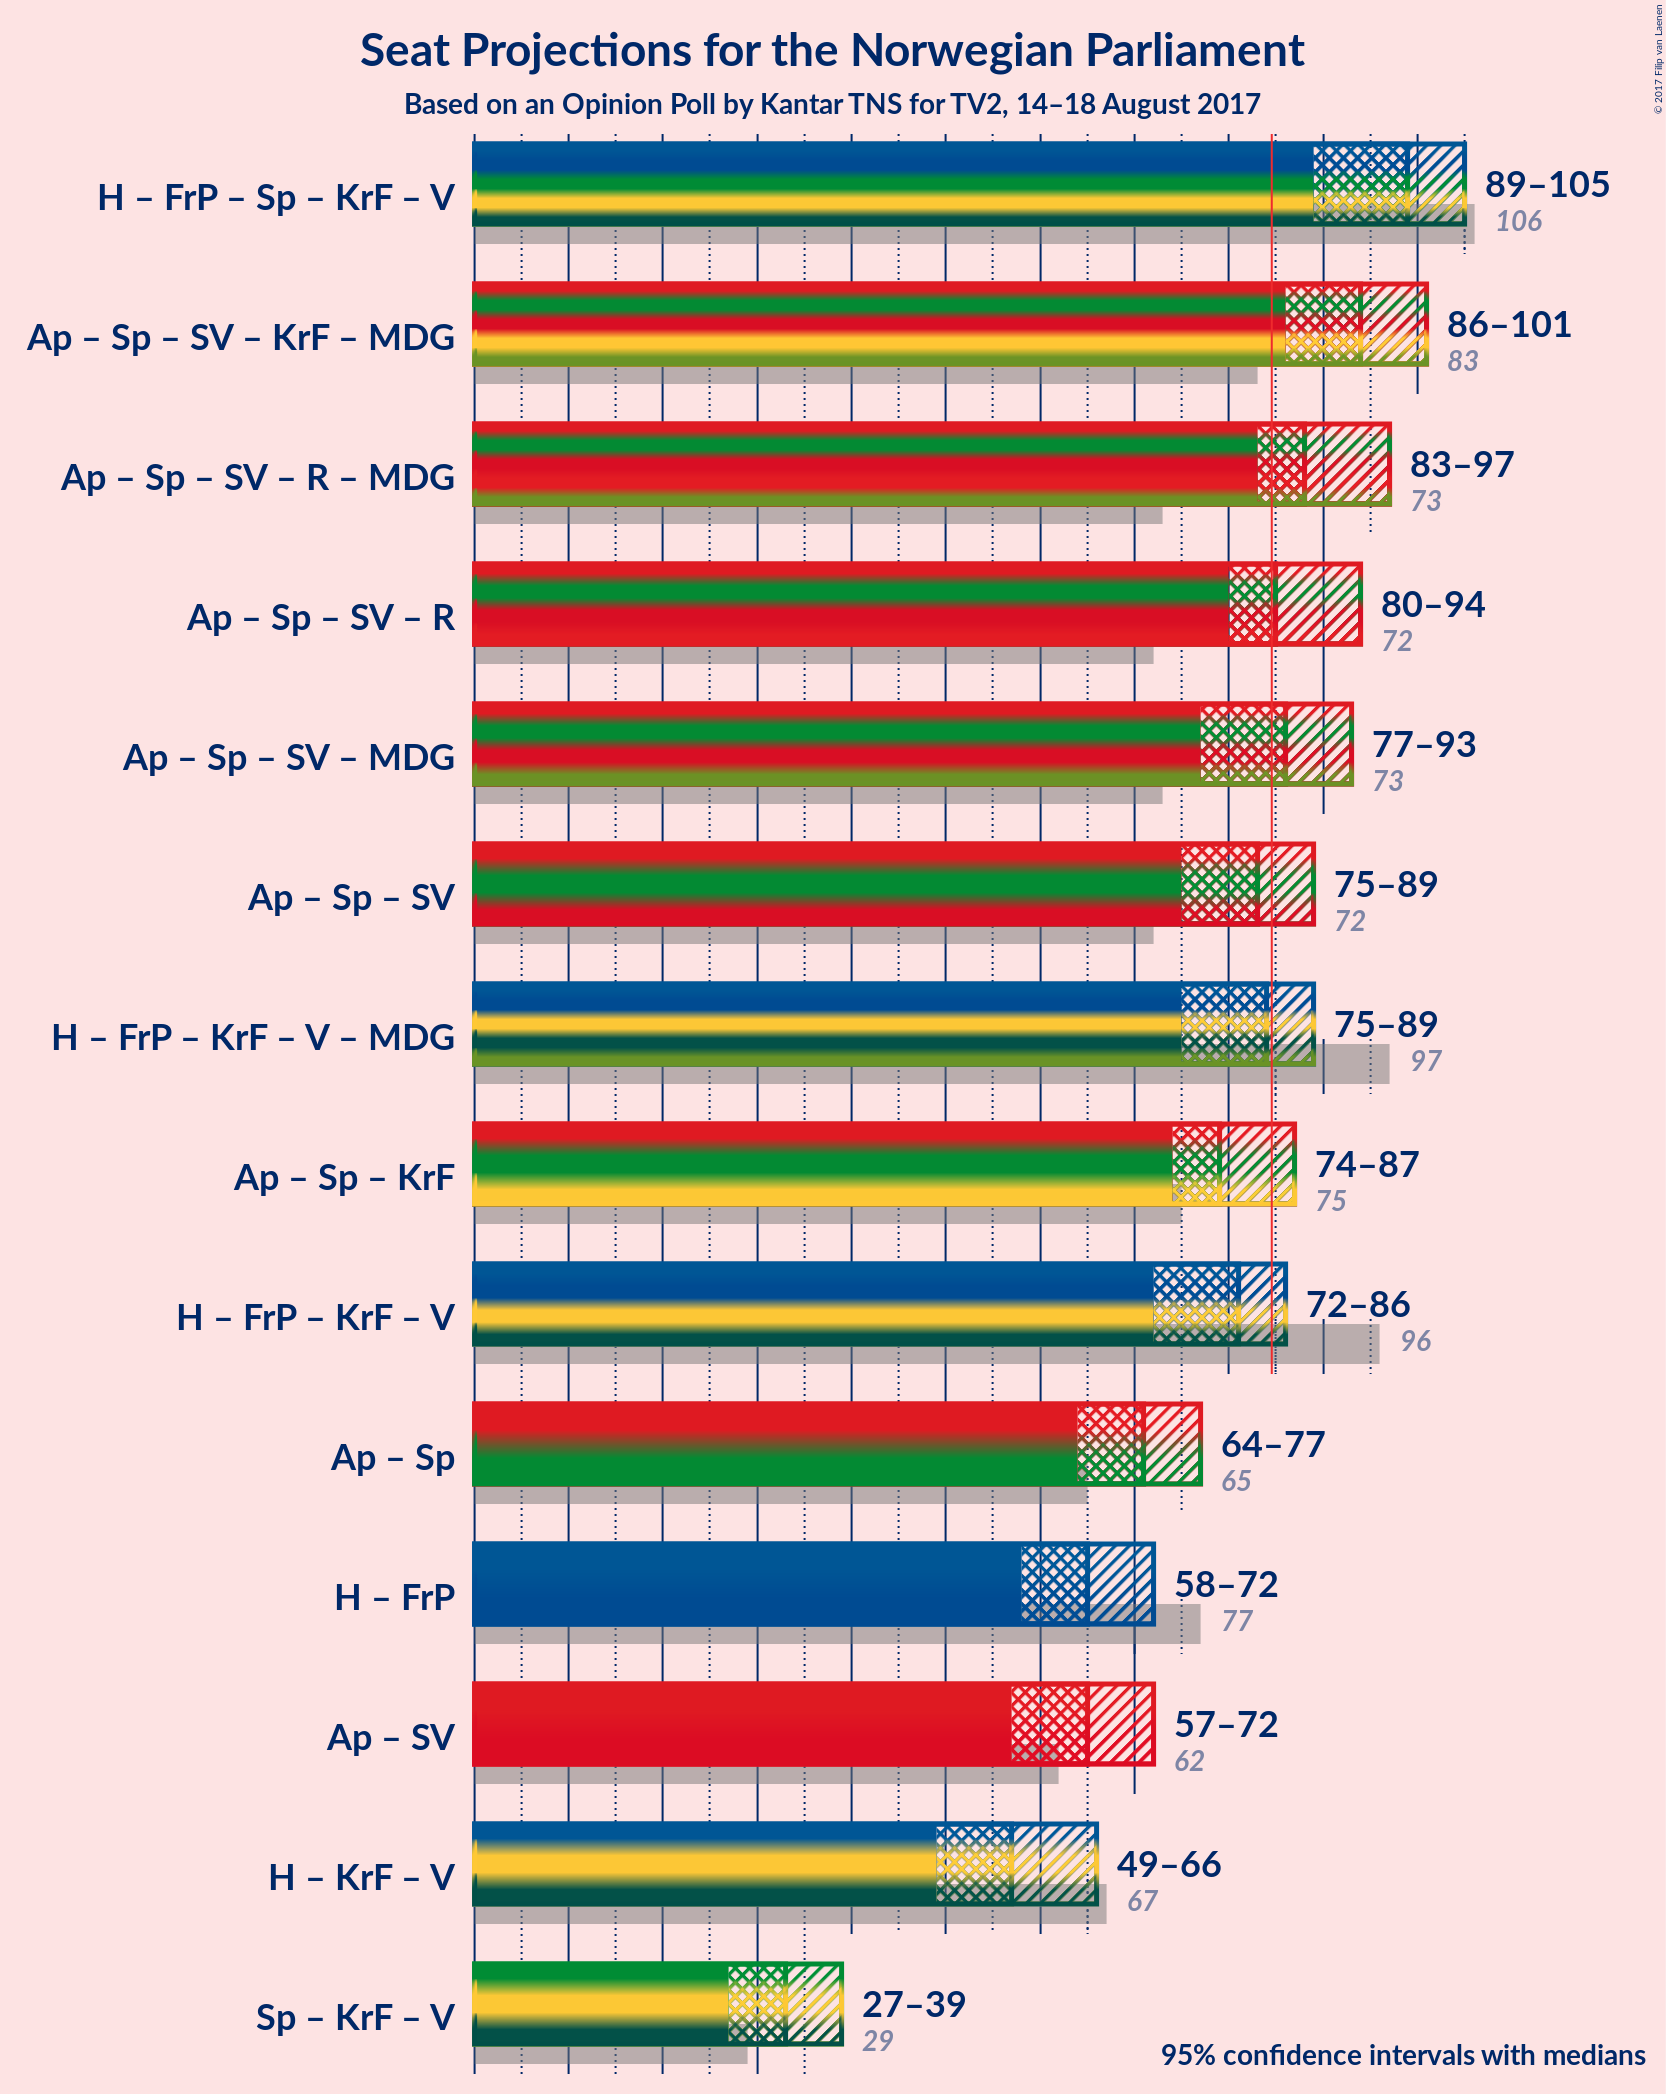 Seat Projections for the Norwegian Parliament
Based on an Opinion Poll by Kantar TNS for TV2, 14–18 August 2017
© 2017 Filip van Laenen
H – FrP – Sp – KrF – V
89–105
106
Ap – Sp – SV – KrF – MDG
86–101
83
Ap – Sp – SV – R – MDG
83–97
73
Ap – Sp – SV – R
80–94
72
Ap – Sp – SV – MDG
77–93
73
Ap – Sp – SV
75–89
72
H – FrP – KrF – V – MDG
75–89
97
Ap – Sp – KrF
74–87
75
H – FrP – KrF – V
72–86
96
Ap – Sp
64–77
65
H – FrP
58–72
77
Ap – SV
57–72
62
H – KrF – V
49–66
67
Sp – KrF – V
27–39
29
95% confidence intervals with medians